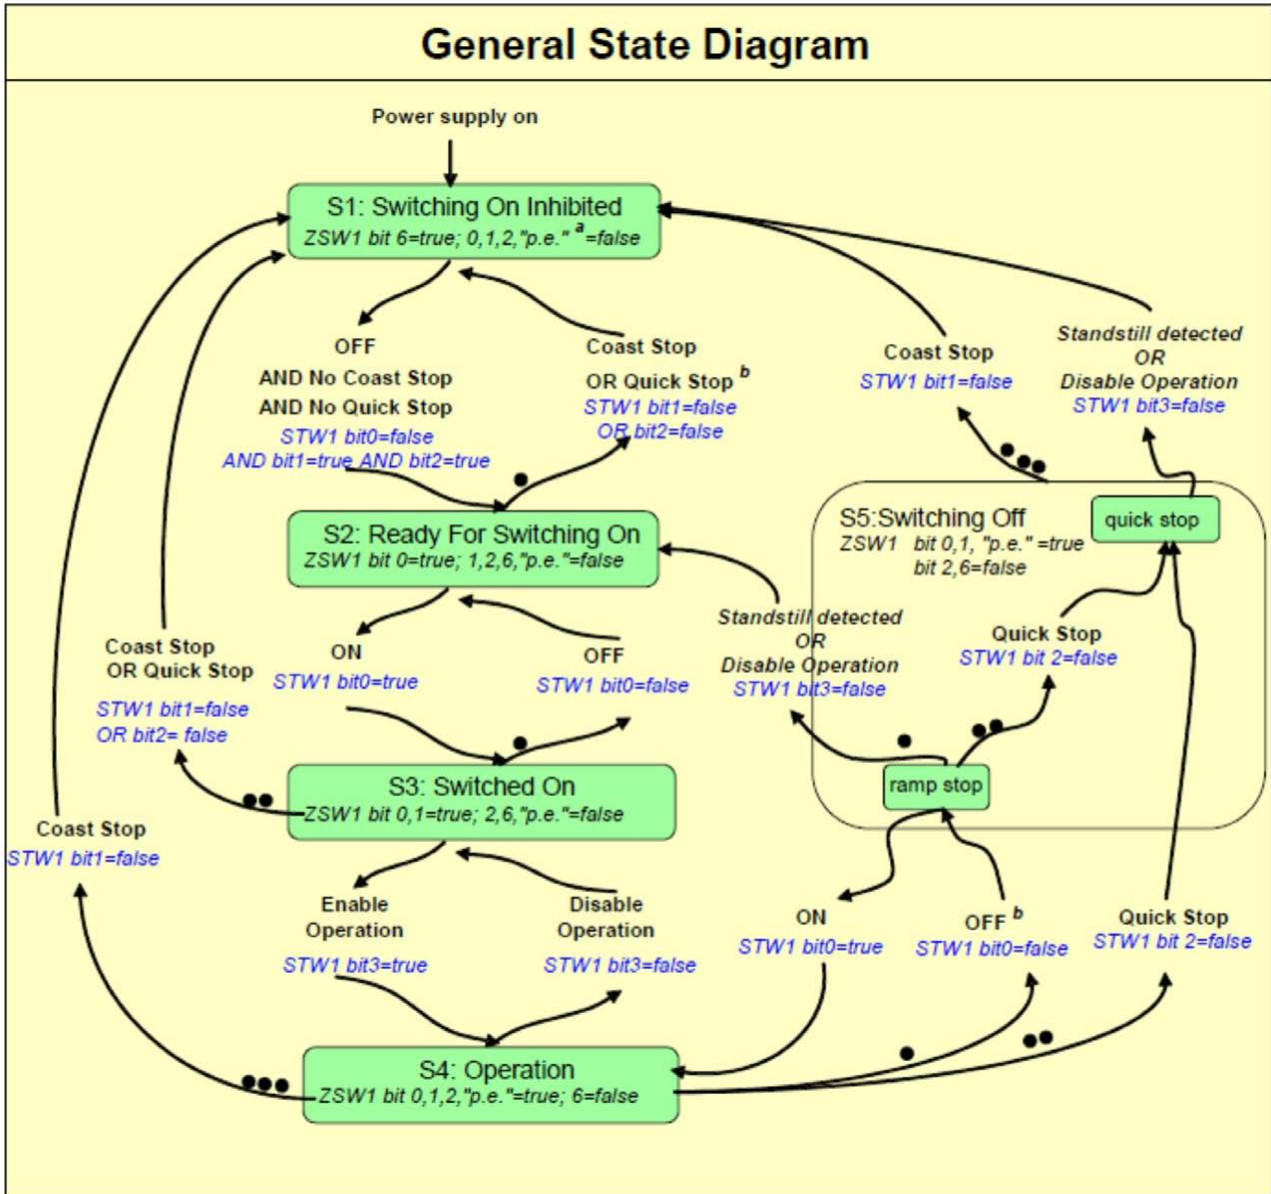 General State Diagram
Power supply on
S1: Switching On Inhibited
ZSW1 bit 6=true; 0,1,2,"p.e." a =false
OFF
AND No Coast Stop
AND No Quick Stop
STW1 bit0=false
AND bit1=true AND bit2=true
Coast Stop
OR Quick Stop b
STW1 bit1=false
OR bit2=false
Coast Stop
STW1 bit1=false
Standstill detected
OR
Disable Operation
STW1 bit3=false
S2: Ready For Switching On
ZSW1 bit 0=true; 1,2,6,"p.e."=false
S5:Switching Off
ZSW1 bit 0,1, "p.e." =true
bit 2,6=false
quick stop
Coast Stop
OR Quick Stop
STW1 bit1=false
OR bit2= false
ON
STW1 bit0=true
OFF
STW1 bit0=false
Standstill detected
OR
Disable Operation
STW1 bit3=false
Quick Stop
STW1 bit 2=false
ramp stop
S3: Switched On
ZSW1 bit 0,1=true; 2,6,"p.e."=false
Coast Stop
STW1 bit1=false
Enable
Operation
STW1 bit3=true
Disable
Operation
STW1 bit3=false
ON
STW1 bit0=true
OFF b
STW1 bit0=false
Quick Stop
STW1 bit 2=false
S4: Operation
ZSW1 bit 0,1,2,"p.e."=true; 6=false